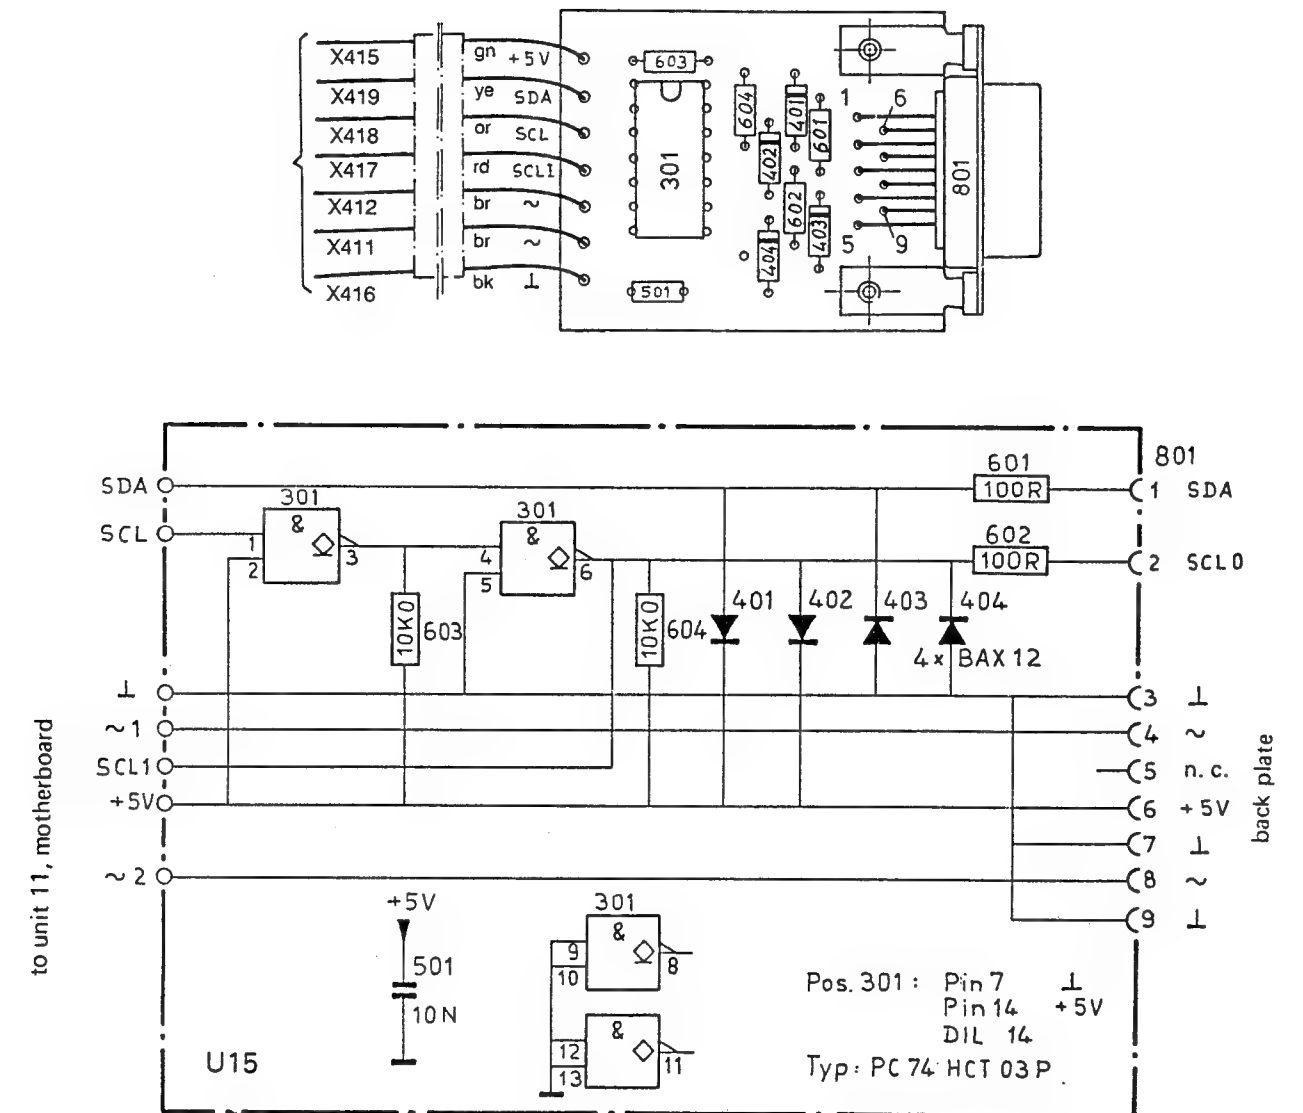 X415 gn +5V
X419 ye SDA
X418 or SCL
X417 rd SCLI
X412 br ~
X411 br ~
X416 bk ⊥
603
301
501
604
401
402
601
602
403
404
1 6
5 9
801
801
SDA 301 301 601 100R 1 SDA
SCL & 1 2 3 & 4 5 6 602 100R 2 SCL0
10K0 603 10K0 604 401 402 403 404
4 x BAX 12
⊥ 3 ⊥
~1 4 ~
SCL1 5 n.c.
+5V 6 +5V
7 ⊥
~2 8 ~
9 ⊥
to unit 11, motherboard
back plate
+5V
501
10N
301
& 9 10 8
& 12 13 11
Pos. 301 : Pin 7 ⊥
Pin 14 +5V
DIL 14
Typ: PC 74 HCT 03 P
U15